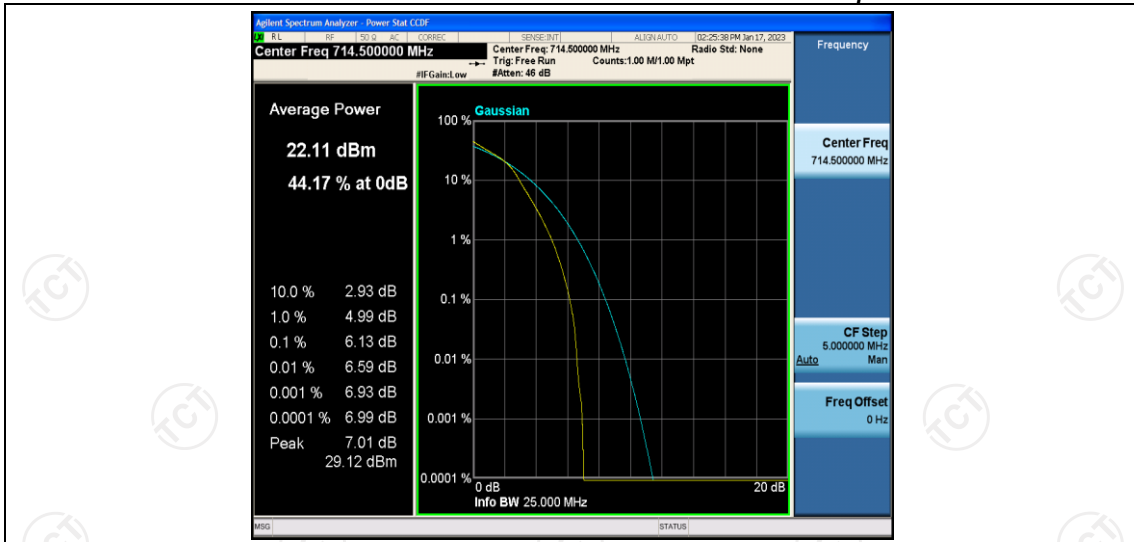 Agilent Spectrum Analyzer - Power Stat CCDF
LXI RL RF 50 Ω AC CORREC SENSE:INT ALIGN AUTO 02:25:38 PM Jan 17, 2023
Center Freq 714.500000 MHz
Center Freq: 714.500000 MHz Radio Std: None
Trig: Free Run Counts:1.00 M/1.00 Mpt
#IFGain:Low #Atten: 46 dB
Frequency
Average Power
22.11 dBm
44.17 % at 0dB
10.0 % 2.93 dB
1.0 % 4.99 dB
0.1 % 6.13 dB
0.01 % 6.59 dB
0.001 % 6.93 dB
0.0001 % 6.99 dB
Peak 7.01 dB
29.12 dBm
Gaussian
100 %
10 %
1 %
0.1 %
0.01 %
0.001 %
0.0001 %
0 dB 20 dB
Info BW 25.000 MHz
Center Freq
714.500000 MHz
CF Step
5.000000 MHz
Auto Man
Freq Offset
0 Hz
MSG STATUS
TCT
TCT
TCT
TCT